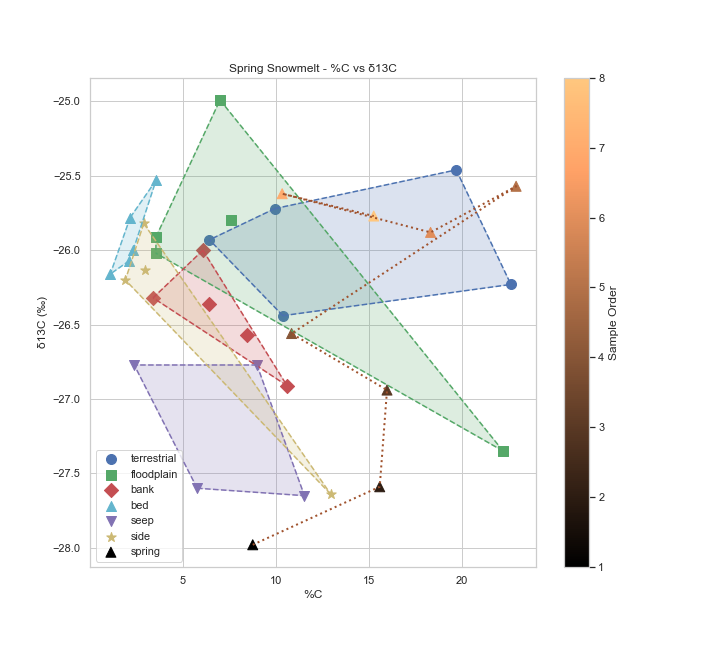 Spring Snowmelt - %C vs δ13C
−25.0
−25.5
−26.0
−26.5
−27.0
−27.5
−28.0
δ13C (‰)
5
10
15
20
%C
terrestrial
floodplain
bank
bed
seep
side
spring
8
7
6
5
4
3
2
1
Sample Order